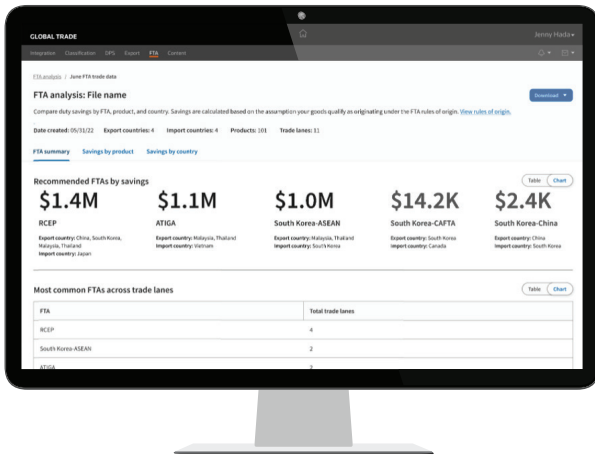 GLOBAL TRADE
Jenny Hada
Integration Classification DPS Export FTA Content
FTA analysis / June FTA trade data
FTA analysis: File name
Download
Compare duty savings by FTA, product, and country. Savings are calculated based on the assumption your goods qualify as originating under the FTA rules of origin. View rules of origin.
Date created: 05/31/22 Export countries: 4 Import countries: 4 Products: 101 Trade lanes: 11
FTA summary Savings by product Savings by country
Recommended FTAs by savings
Table Chart
$1.4M $1.1M $1.0M $14.2K $2.4K
RCEP ATIGA South Korea-ASEAN South Korea-CAFTA South Korea-China
Export country: China, South Korea, Malaysia, Thailand
Import country: Japan
Export country: Malaysia, Thailand
Import country: Vietnam
Export country: Malaysia, Thailand
Import country: South Korea
Export country: South Korea
Import country: Canada
Export country: China
Import country: South Korea
Most common FTAs across trade lanes
Table Chart
FTA Total trade lanes
RCEP 4
South Korea-ASEAN 2
ATIGA 2